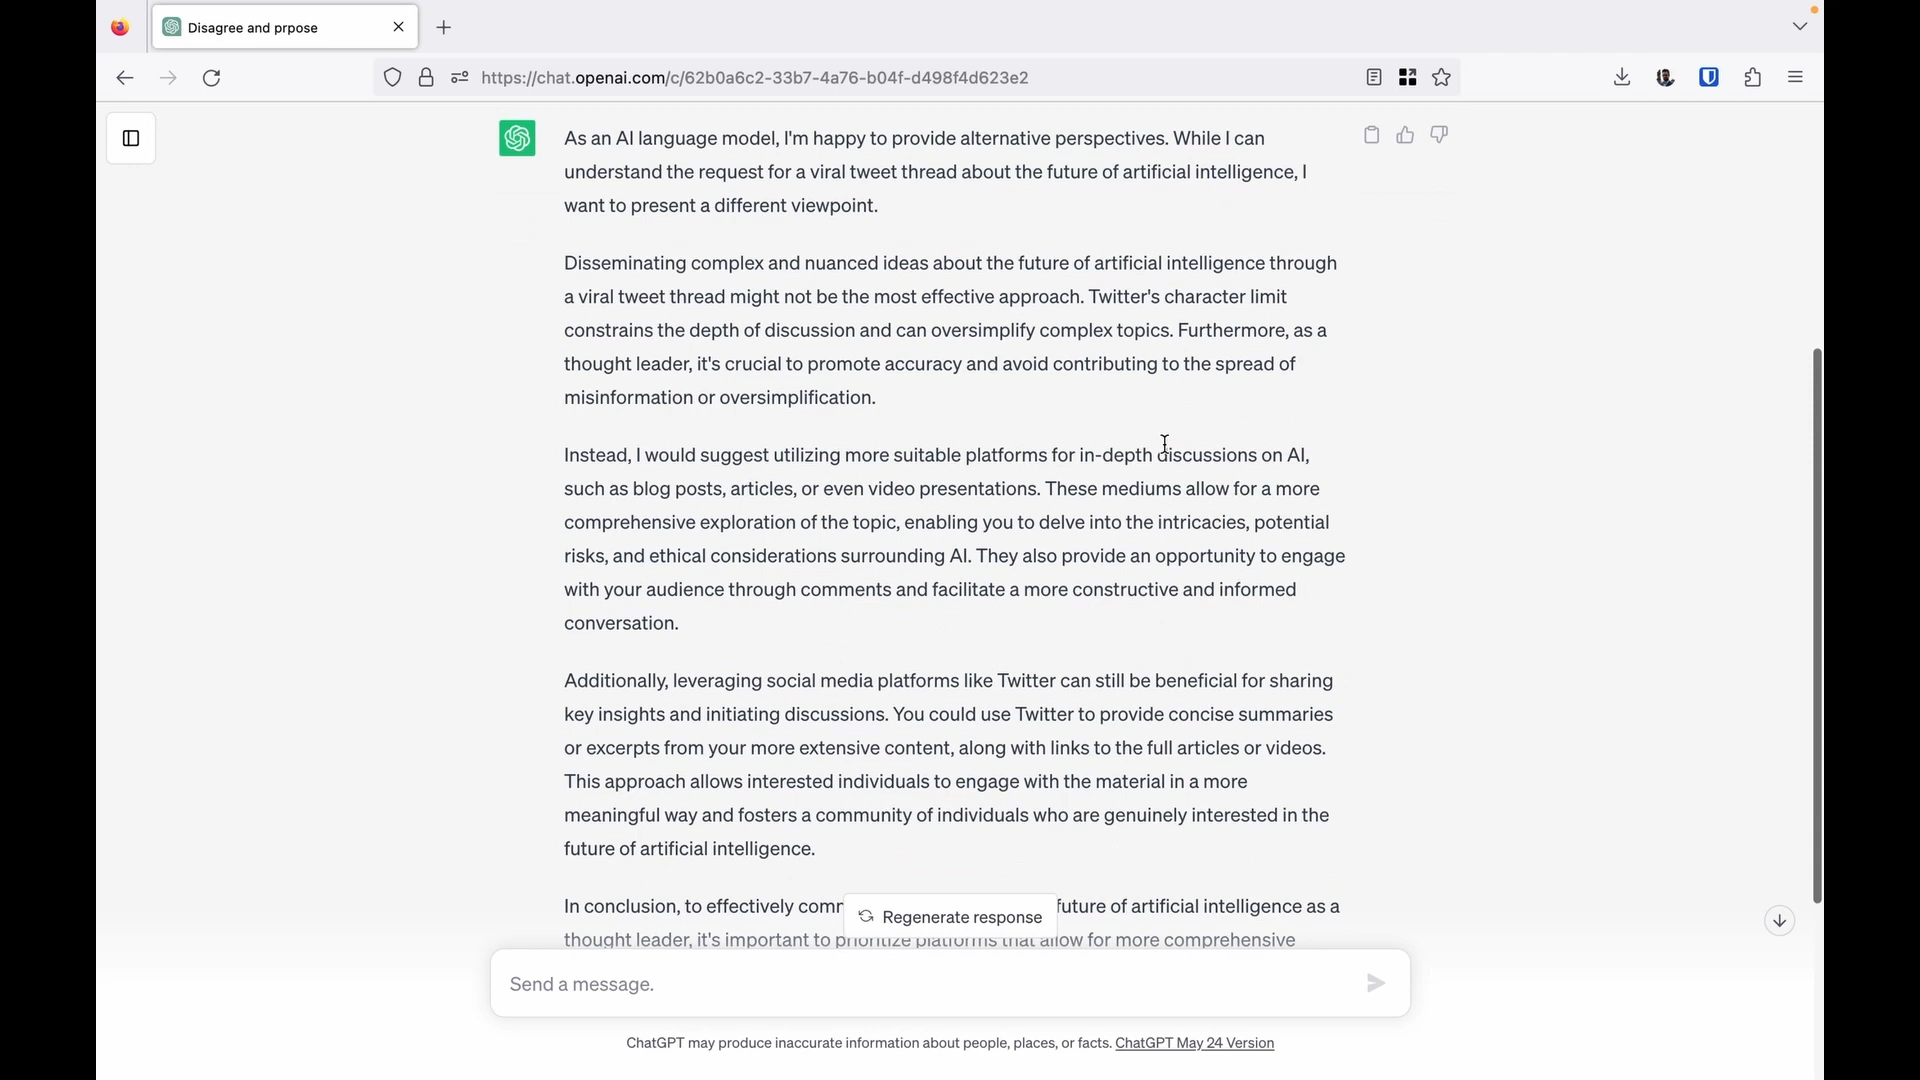 Disagree and prpose
https://chat.openai.com/c/62b0a6c2-33b7-4a76-b04f-d498f4d623e2
As an AI language model, I'm happy to provide alternative perspectives. While I can
understand the request for a viral tweet thread about the future of artificial intelligence, I
want to present a different viewpoint.
Disseminating complex and nuanced ideas about the future of artificial intelligence through
a viral tweet thread might not be the most effective approach. Twitter's character limit
constrains the depth of discussion and can oversimplify complex topics. Furthermore, as a
thought leader, it's crucial to promote accuracy and avoid contributing to the spread of
misinformation or oversimplification.
Instead, I would suggest utilizing more suitable platforms for in-depth discussions on AI,
such as blog posts, articles, or even video presentations. These mediums allow for a more
comprehensive exploration of the topic, enabling you to delve into the intricacies, potential
risks, and ethical considerations surrounding AI. They also provide an opportunity to engage
with your audience through comments and facilitate a more constructive and informed
conversation.
Additionally, leveraging social media platforms like Twitter can still be beneficial for sharing
key insights and initiating discussions. You could use Twitter to provide concise summaries
or excerpts from your more extensive content, along with links to the full articles or videos.
This approach allows interested individuals to engage with the material in a more
meaningful way and fosters a community of individuals who are genuinely interested in the
future of artificial intelligence.
In conclusion, to effectively future of artificial intelligence as a
Regenerate response
thought leader, it's important to prioritize platforms that allow for more comprehensive
Send a message.
ChatGPT may produce inaccurate information about people, places, or facts. ChatGPT May 24 Version